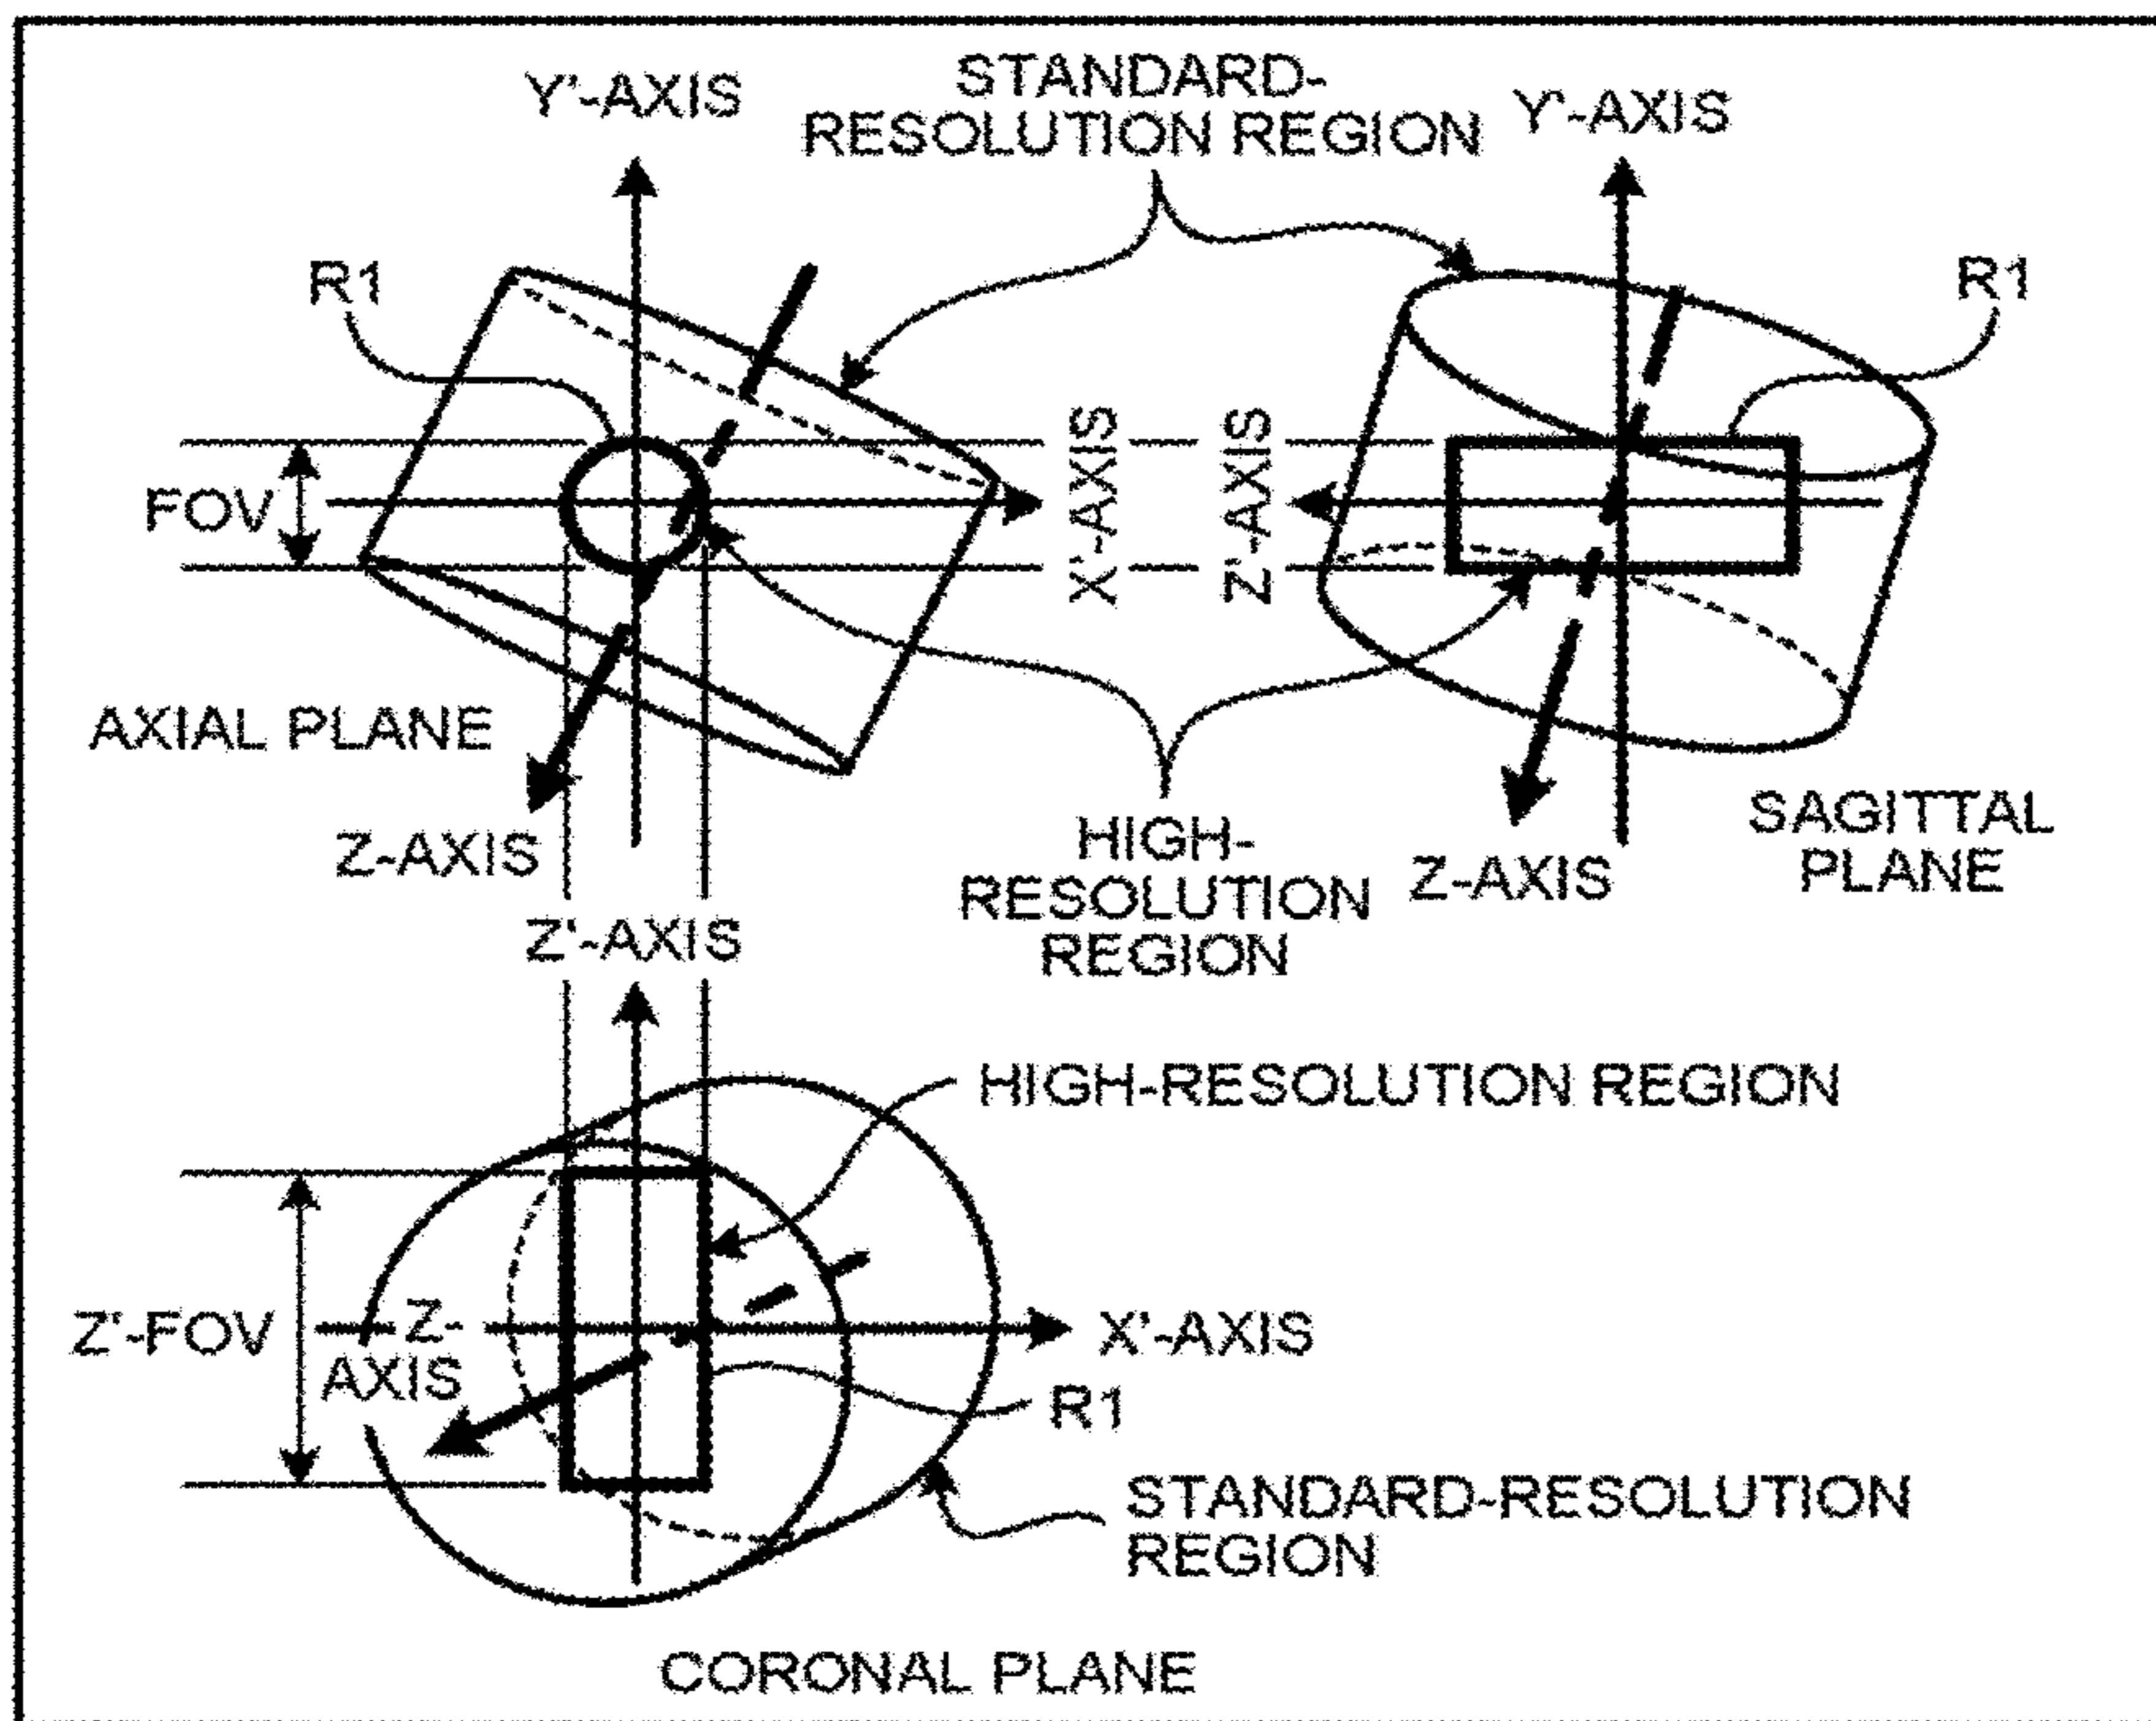 Y'-AXIS
STANDARD-
RESOLUTION REGION
Y'-AXIS
R1
R1
FOV
X'-AXIS
Z'-AXIS
AXIAL PLANE
Z-AXIS
HIGH-
RESOLUTION
REGION
Z-AXIS
SAGITTAL
PLANE
Z'-AXIS
HIGH-RESOLUTION REGION
Z'-FOV
Z-
AXIS
X'-AXIS
R1
STANDARD-RESOLUTION
REGION
CORONAL PLANE